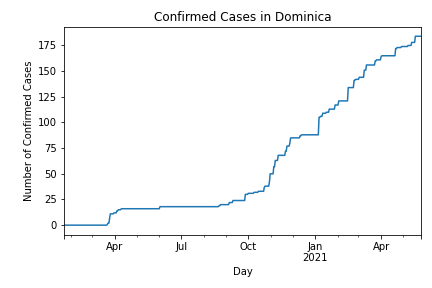 Confirmed Cases in Dominica
Number of Confirmed Cases
175
150
125
100
75
50
25
0
Apr
Jul
Oct
Jan
2021
Apr
Day